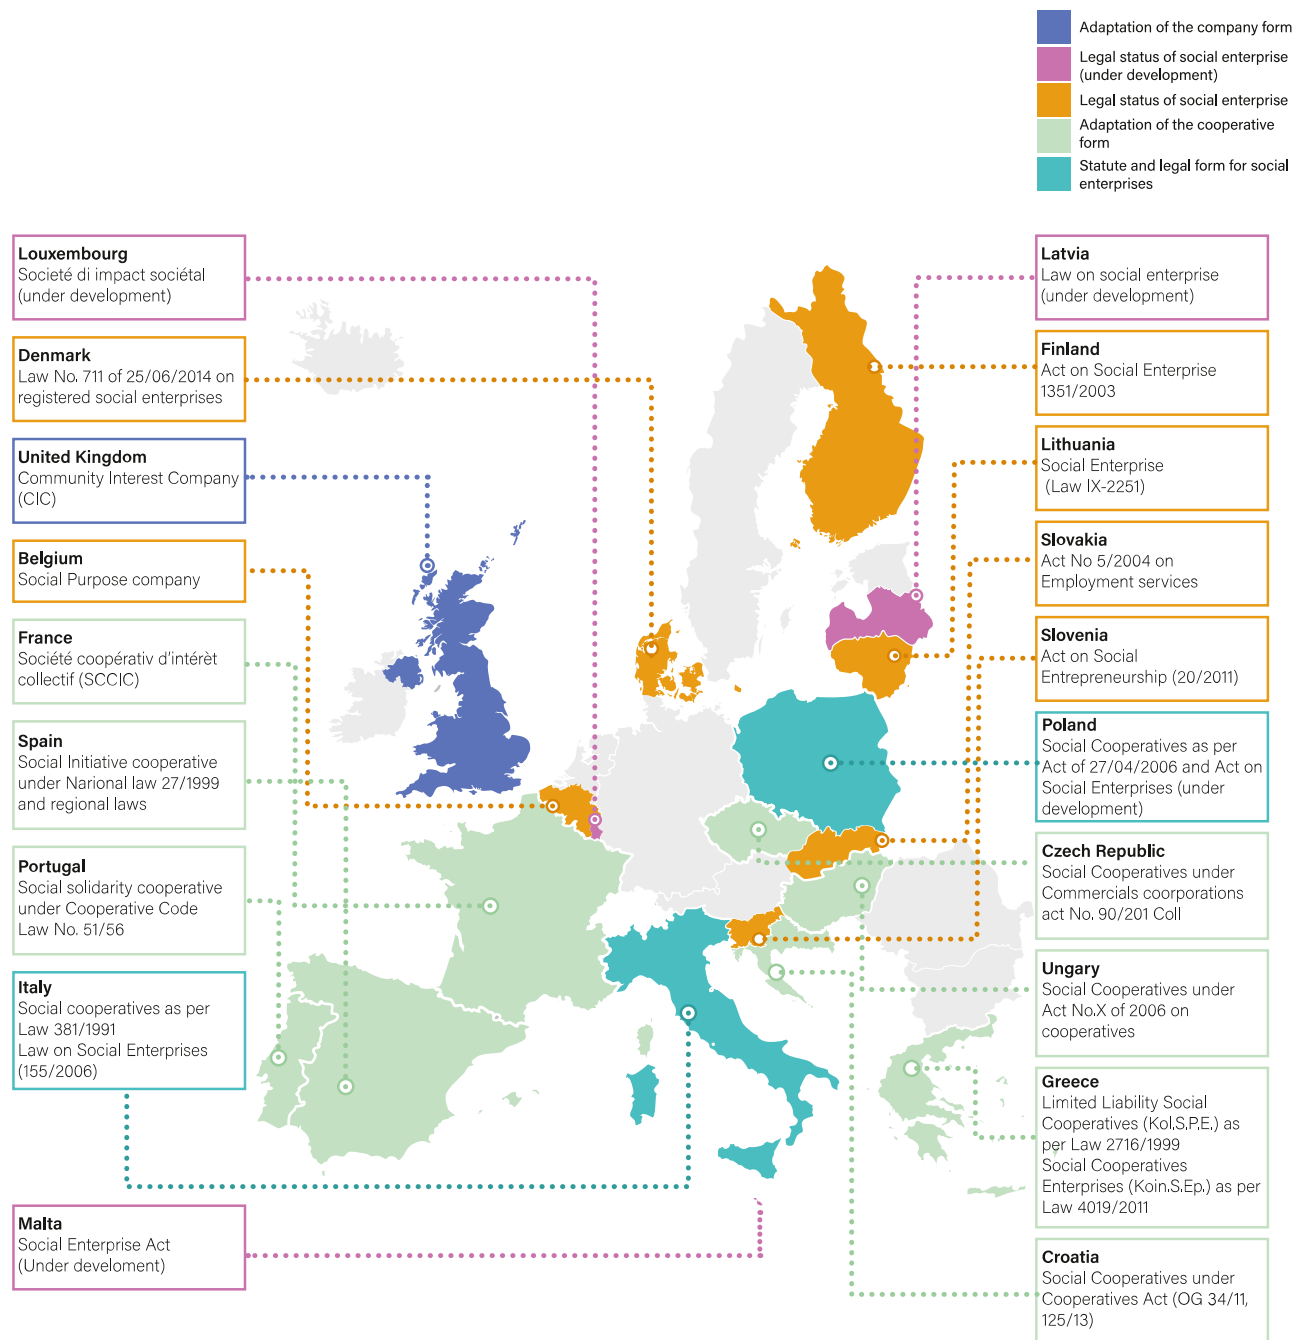 Adaptation of the company form
Legal status of social enterprise
(under development)
Legal status of social enterprise
Adaptation of the cooperative
form
Statute and legal form for social
enterprises
Louxembourg
Societé di impact sociétal
(under development)
Denmark
Law No. 711 of 25/06/2014 on
registered social enterprises
United Kingdom
Community Interest Company
(CIC)
Belgium
Social Purpose company
France
Société coopérativ d'intérèt
collectif (SCCIC)
Spain
Social Initiative cooperative
under Narional law 27/1999
and regional laws
Portugal
Social solidarity cooperative
under Cooperative Code
Law No. 51/56
Italy
Social cooperatives as per
Law 381/1991
Law on Social Enterprises
(155/2006)
Malta
Social Enterprise Act
(Under develoment)
Latvia
Law on social enterprise
(under development)
Finland
Act on Social Enterprise
1351/2003
Lithuania
Social Enterprise
(Law IX-2251)
Slovakia
Act No 5/2004 on
Employment services
Slovenia
Act on Social
Entrepreneurship (20/2011)
Poland
Social Cooperatives as per
Act of 27/04/2006 and Act on
Social Enterprises (under
development)
Czech Republic
Social Cooperatives under
Commercials coorporations
act No. 90/201 Coll
Ungary
Social Cooperatives under
Act No.X of 2006 on
cooperatives
Greece
Limited Liability Social
Cooperatives (Kol.S.P.E.) as
per Law 2716/1999
Social Cooperatives
Enterprises (Koin.S.Ep.) as per
Law 4019/2011
Croatia
Social Cooperatives under
Cooperatives Act (OG 34/11,
125/13)